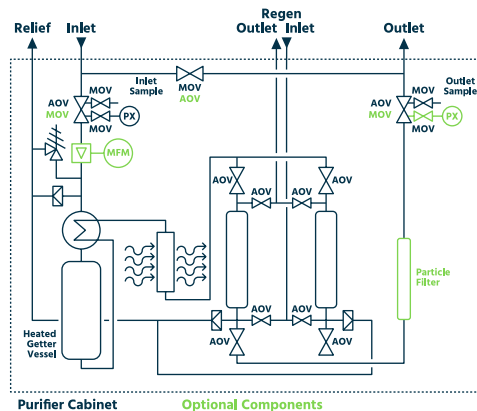 Regen
Relief
Inlet
Outlet
Inlet
Outlet
Inlet
Sample
MOV
AOV
MOV
PX
MOV
MFM
MOV
AOV
Outlet
Sample
MOV
AOV
MOV
PX
MOV
AOV
AOV
AOV
AOV
Particle
Filter
Heated
Getter
Vessel
AOV
AOV
AOV
AOV
Purifier Cabinet
Optional Components